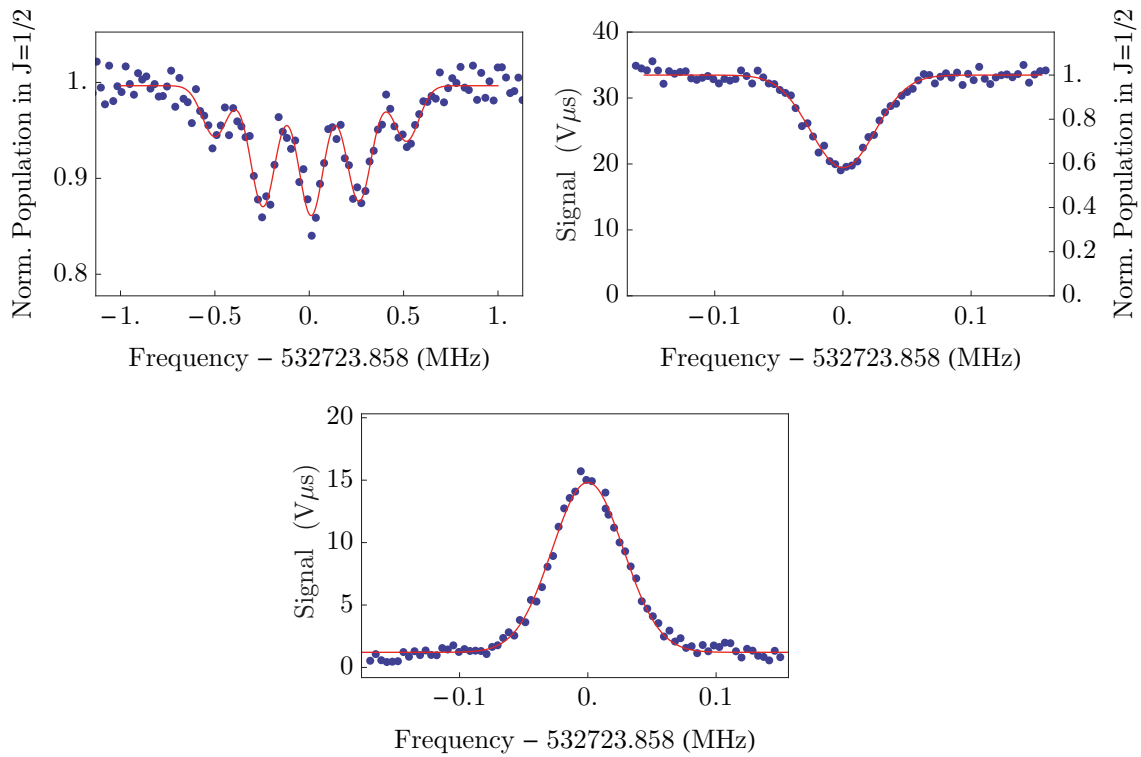 Norm. Population in J=1/2
1.
0.9
0.8
−1. −0.5 0. 0.5 1.
Frequency − 532723.858 (MHz)
Signal (Vμs)
40
30
20
10
0
1.
0.8
0.6
0.4
0.2
0.
Norm. Population in J=1/2
−0.1 0. 0.1
Frequency − 532723.858 (MHz)
Signal (Vμs)
20
15
10
5
0
−0.1 0. 0.1
Frequency − 532723.858 (MHz)